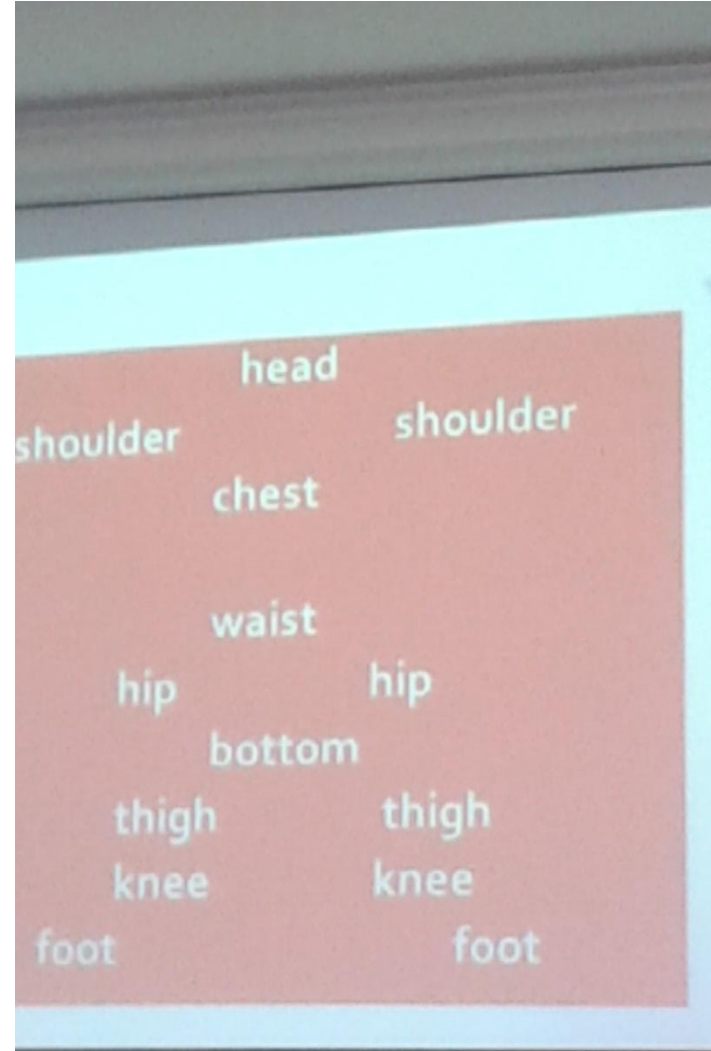 head
shoulder shoulder
chest
waist
hip hip
bottom
thigh thigh
knee knee
foot foot